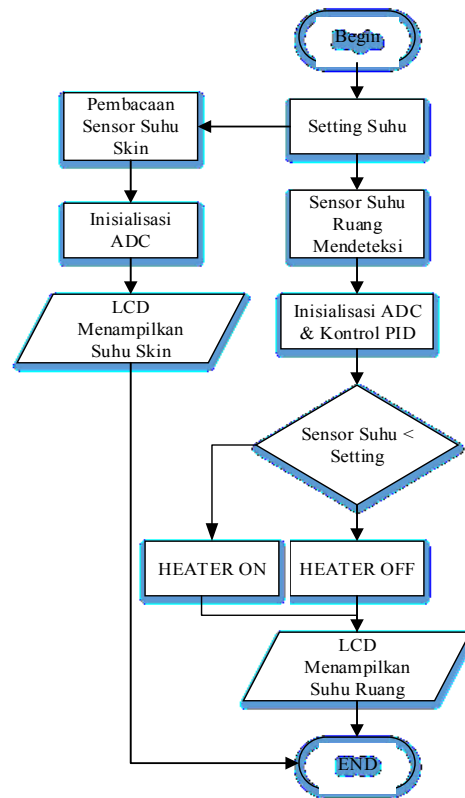 Begin
Setting Suhu
Pembacaan
Sensor Suhu
Skin
Inisialisasi
ADC
LCD
Menampilkan
Suhu Skin
Sensor Suhu
Ruang
Mendeteksi
Inisialisasi ADC
& Kontrol PID
Sensor Suhu <
Setting
HEATER ON
HEATER OFF
LCD
Menampilkan
Suhu Ruang
END